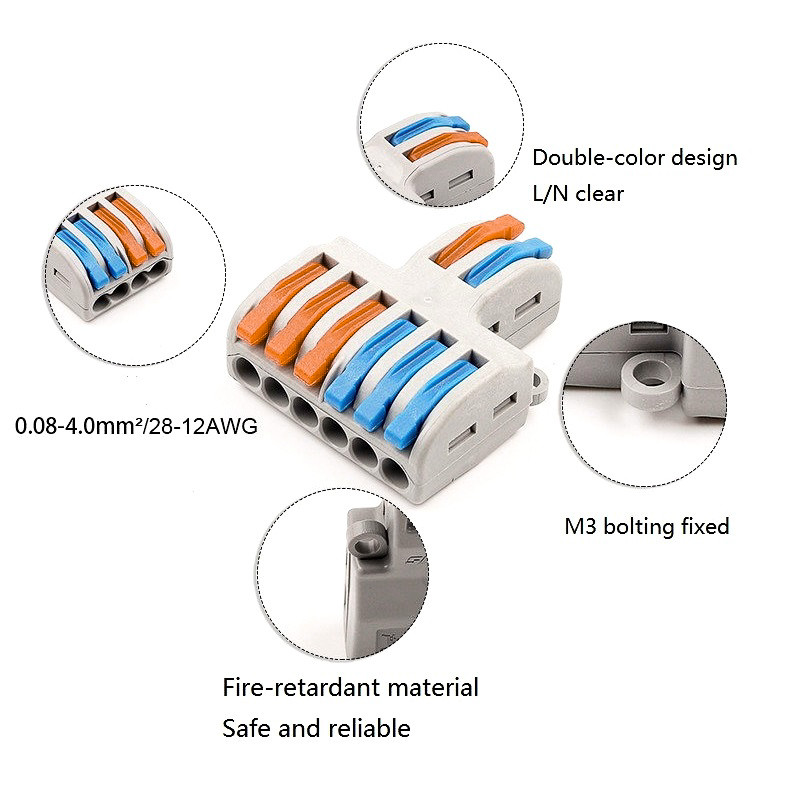 Double-color design
L/N clear
0.08-4.0mm²/28-12AWG
M3 bolting fixed
Fire-retardant material
Safe and reliable